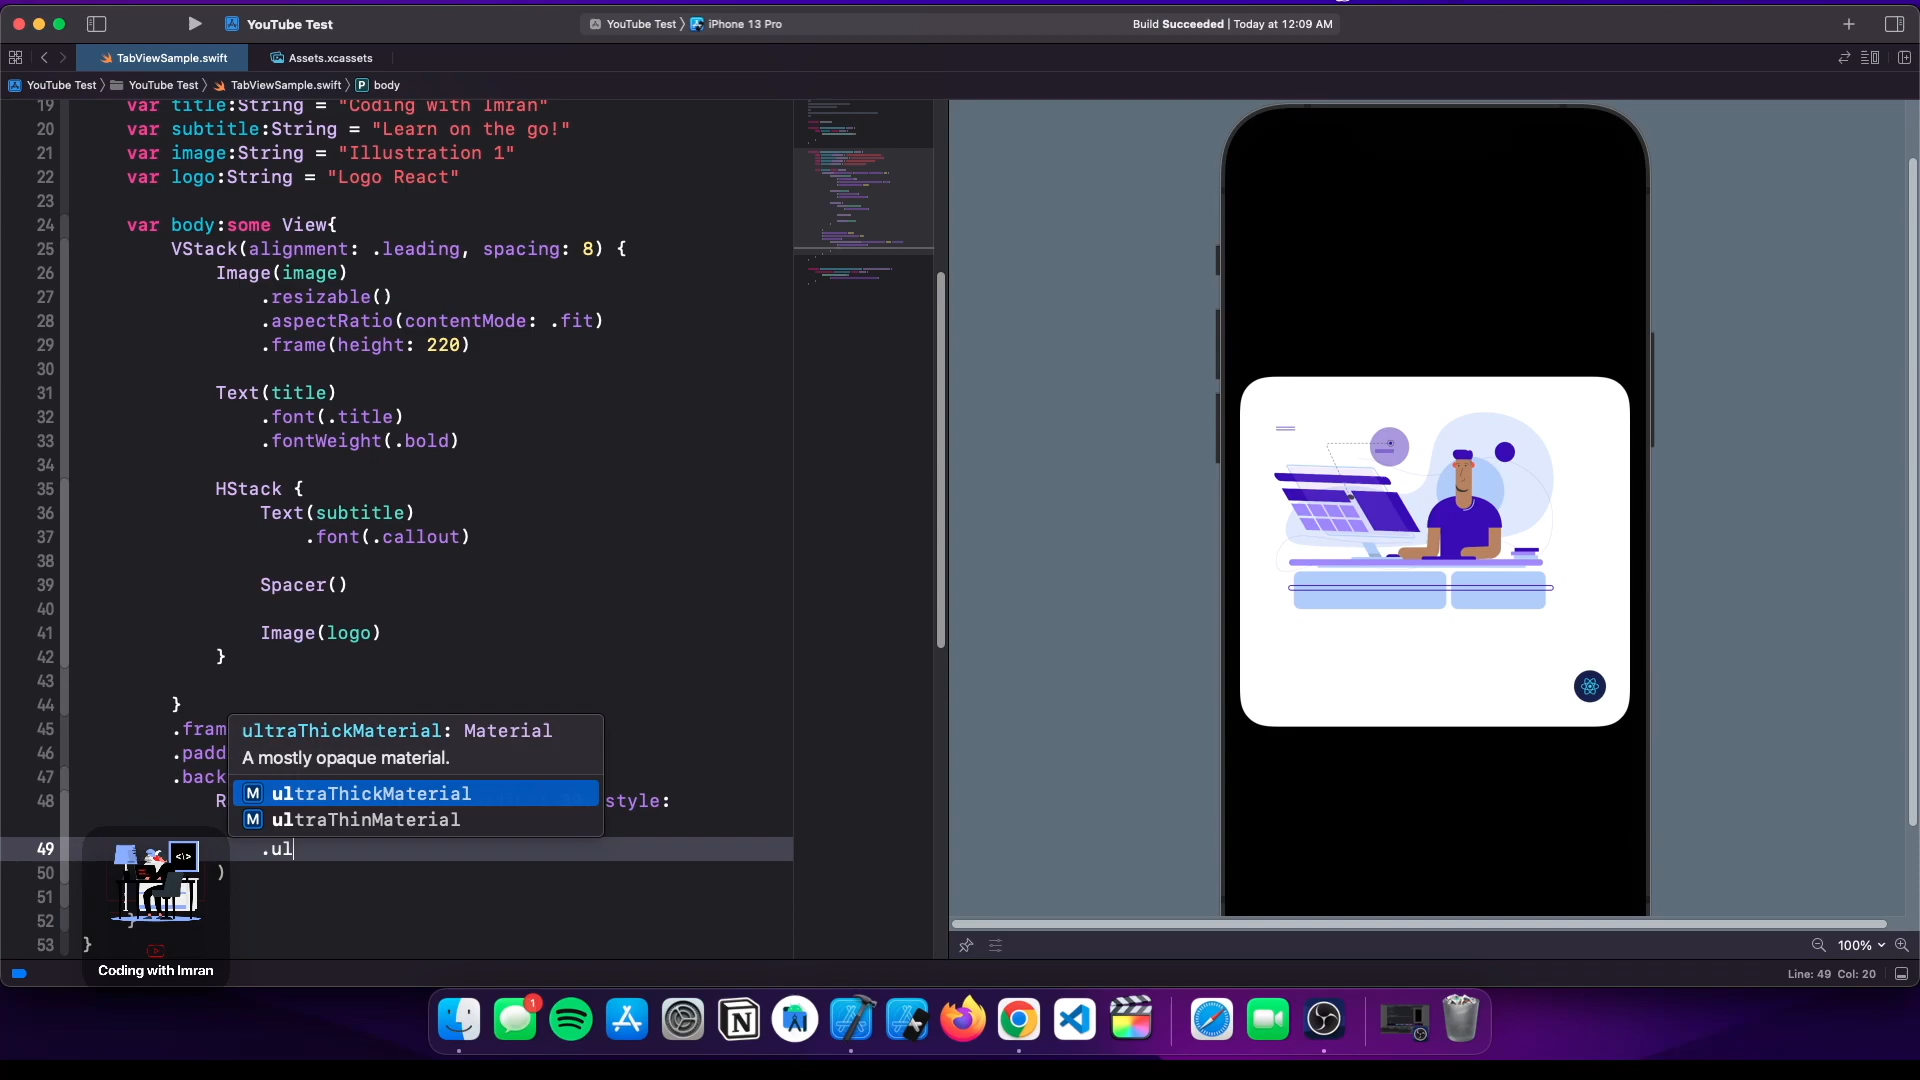 YouTube Test
YouTube Test 〉 iPhone 13 Pro
Build Succeeded | Today at 12:09 AM
TabViewSample.swift
Assets.xcassets
YouTube Test 〉 YouTube Test 〉 TabViewSample.swift 〉 P body
19 var title:String = "Coding with Imran"
20 var subtitle:String = "Learn on the go!"
21 var image:String = "Illustration 1"
22 var logo:String = "Logo React"
23
24 var body:some View{
25 VStack(alignment: .leading, spacing: 8) {
26 Image(image)
27 .resizable()
28 .aspectRatio(contentMode: .fit)
29 .frame(height: 220)
30
31 Text(title)
32 .font(.title)
33 .fontWeight(.bold)
34
35 HStack {
36 Text(subtitle)
37 .font(.callout)
38
39 Spacer()
40
41 Image(logo)
42 }
43
44 }
45 .fram
46 .padd
47 .back
48 R style:
ultraThickMaterial: Material
A mostly opaque material.
M ultraThickMaterial
M ultraThinMaterial
49 .ul
50 )
51
52 }
53 }
</>
Coding with Imran
100%
Line: 49 Col: 20
1